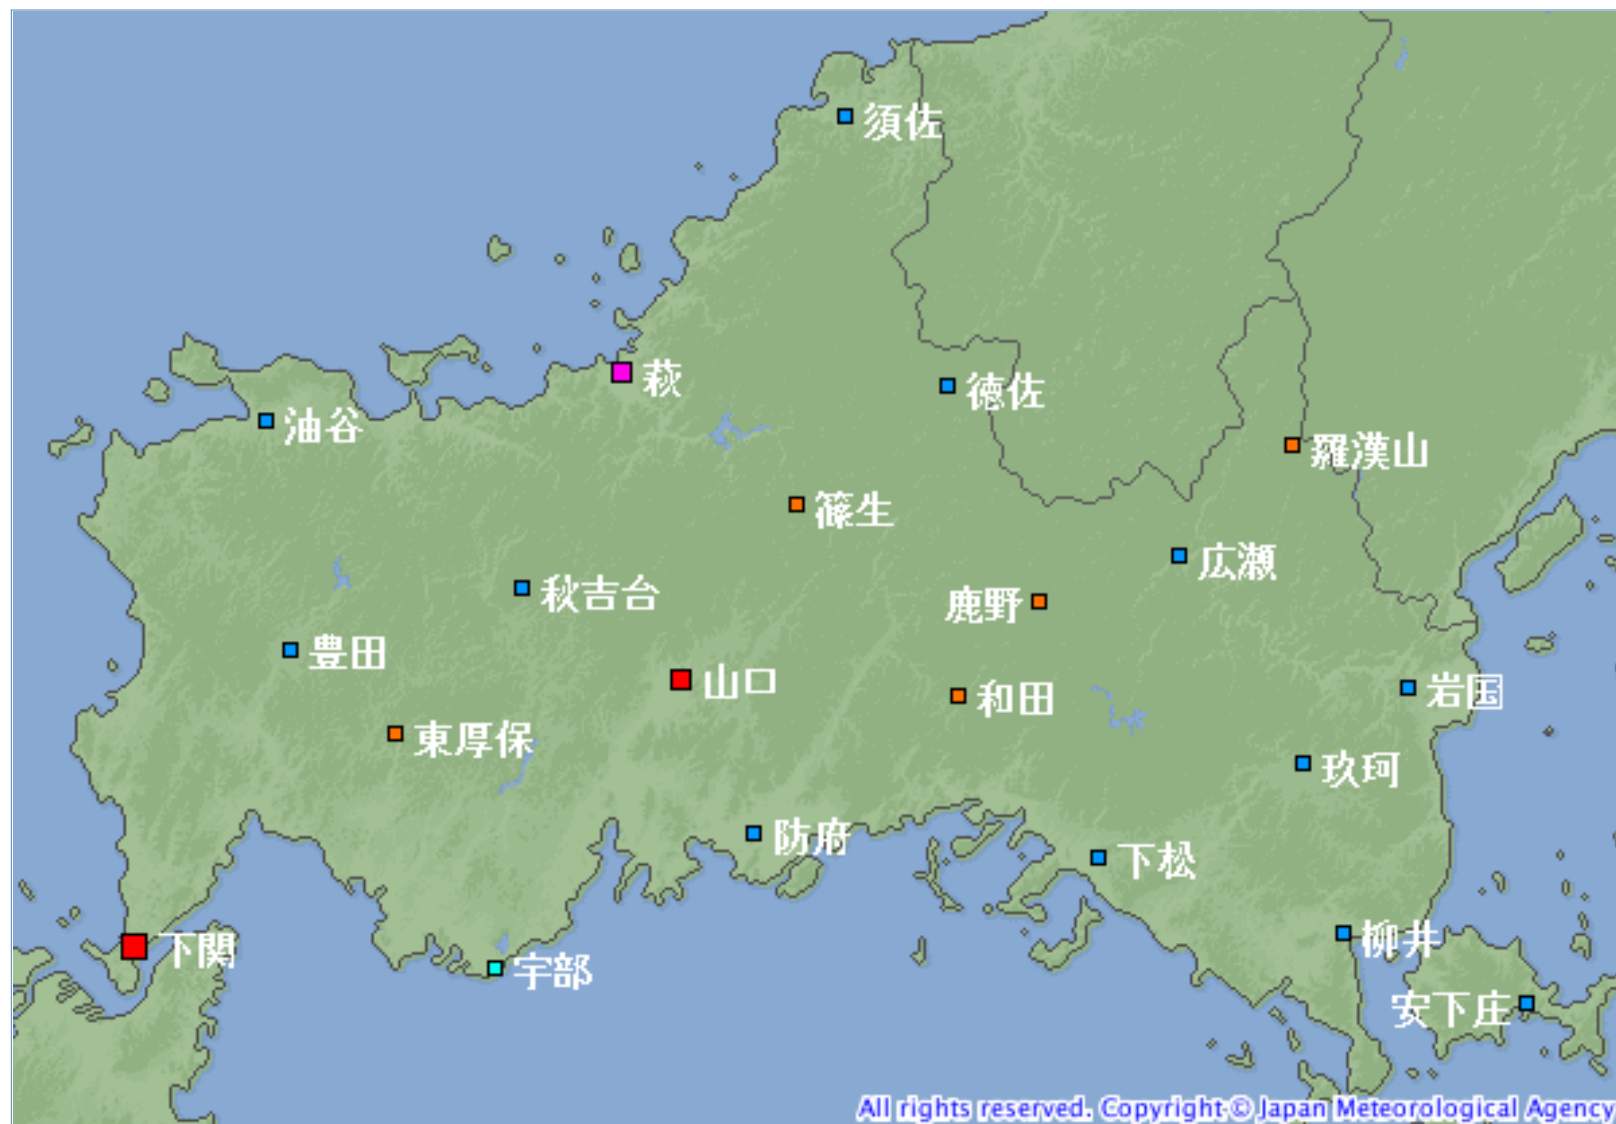 須佐
萩
徳佐
油谷
羅漢山
篠生
広瀬
秋吉台
鹿野
豊田
山口
和田
岩国
東厚保
玖珂
防府
下松
下関
柳井
宇部
安下庄
All rights reserved. Copyright © Japan Meteorological Agency